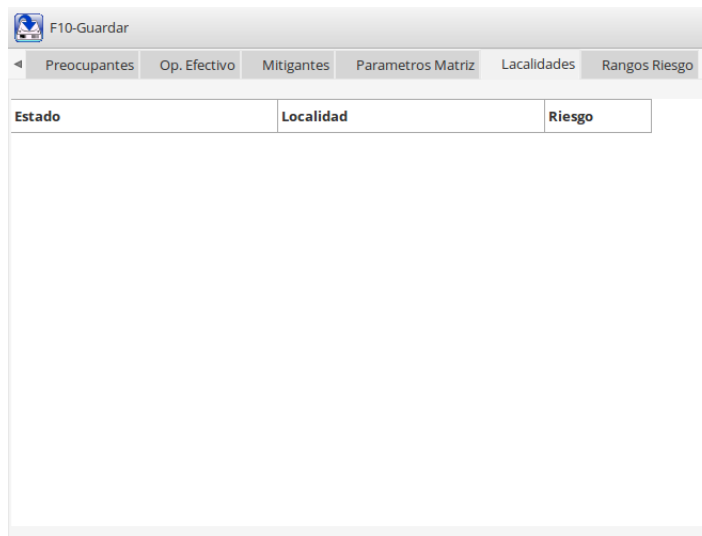 F10-Guardar
Preocupantes Op. Efectivo Mitigantes Parametros Matriz Lacalidades Rangos Riesgo
Estado Localidad Riesgo